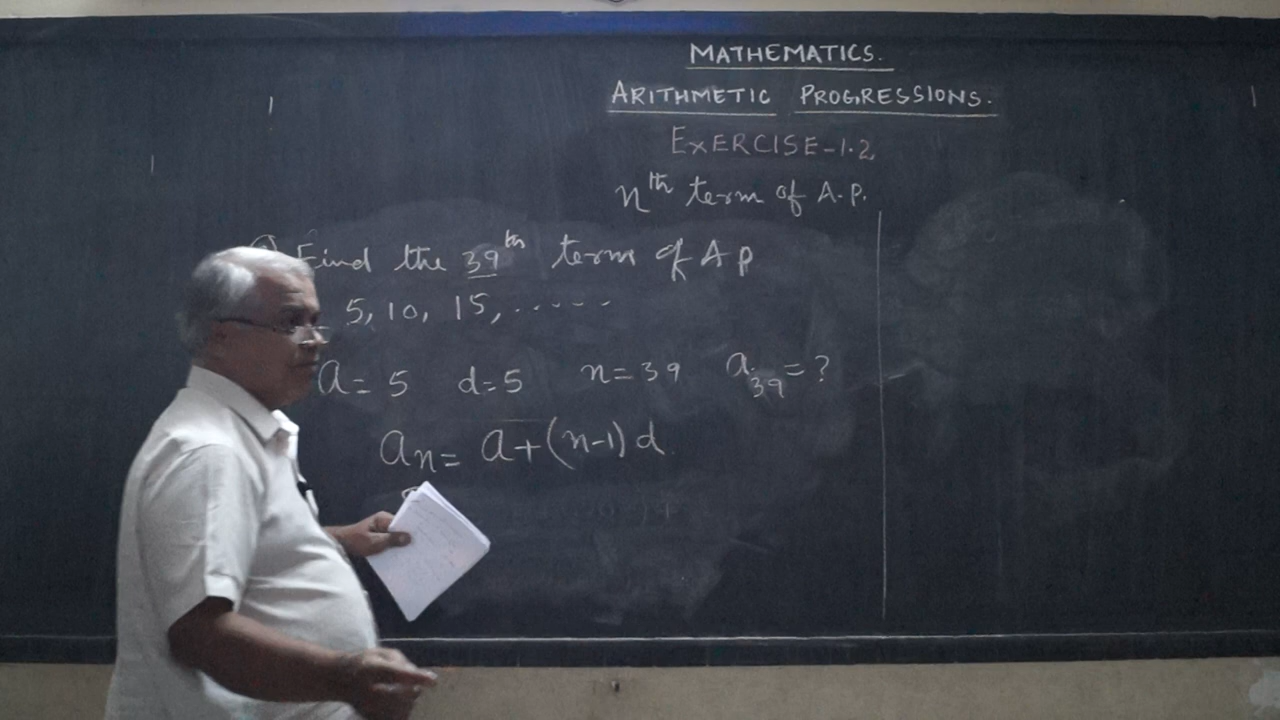 MATHEMATICS.
ARITHMETIC PROGRESSIONS.
EXERCISE-1.2
nth term of A.P.
Find the 39th term of AP
5, 10, 15, .....
a = 5 d=5 n=39 a39 = ?
an = a+(n-1)d